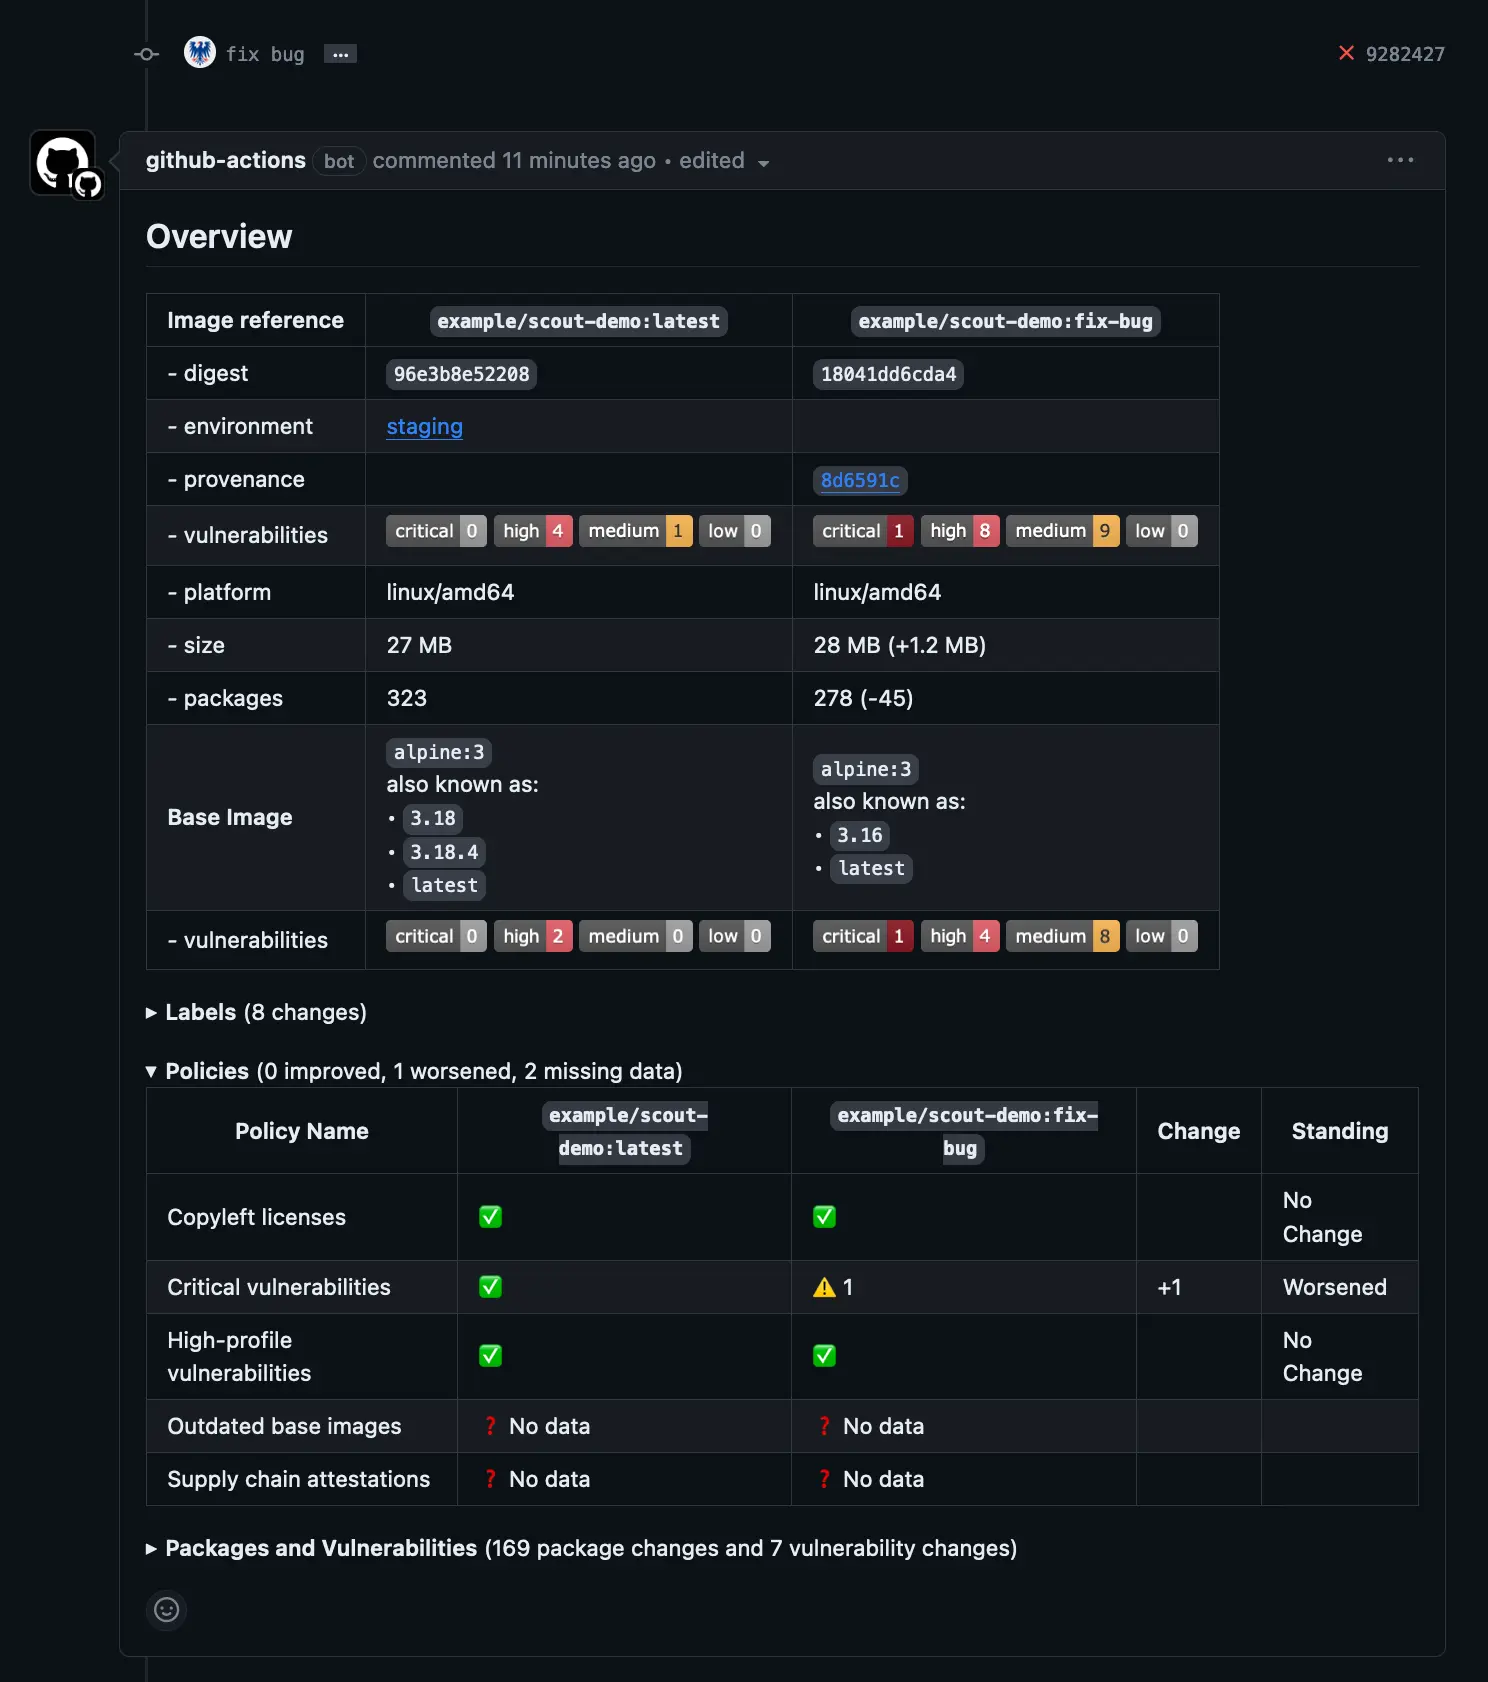 fix bug ... 9282427
github-actions bot commented 11 minutes ago • edited
Overview
Image reference example/scout-demo:latest example/scout-demo:fix-bug
- digest 96e3b8e52208 18041dd6cda4
- environment staging
- provenance 8d6591c
- vulnerabilities critical 0 high 4 medium 1 low 0 critical 1 high 8 medium 9 low 0
- platform linux/amd64 linux/amd64
- size 27 MB 28 MB (+1.2 MB)
- packages 323 278 (-45)
Base Image
alpine:3
also known as:
• 3.18
• 3.18.4
• latest
alpine:3
also known as:
• 3.16
• latest
- vulnerabilities critical 0 high 2 medium 0 low 0 critical 1 high 4 medium 8 low 0
▸ Labels (8 changes)
▾ Policies (0 improved, 1 worsened, 2 missing data)
Policy Name
example/scout-
demo:latest
example/scout-demo:fix-
bug
Change
Standing
Copyleft licenses ✅ ✅
No
Change
Critical vulnerabilities ✅ ⚠️ 1 +1 Worsened
High-profile
vulnerabilities
✅ ✅
No
Change
Outdated base images ❓ No data ❓ No data
Supply chain attestations ❓ No data ❓ No data
▸ Packages and Vulnerabilities (169 package changes and 7 vulnerability changes)